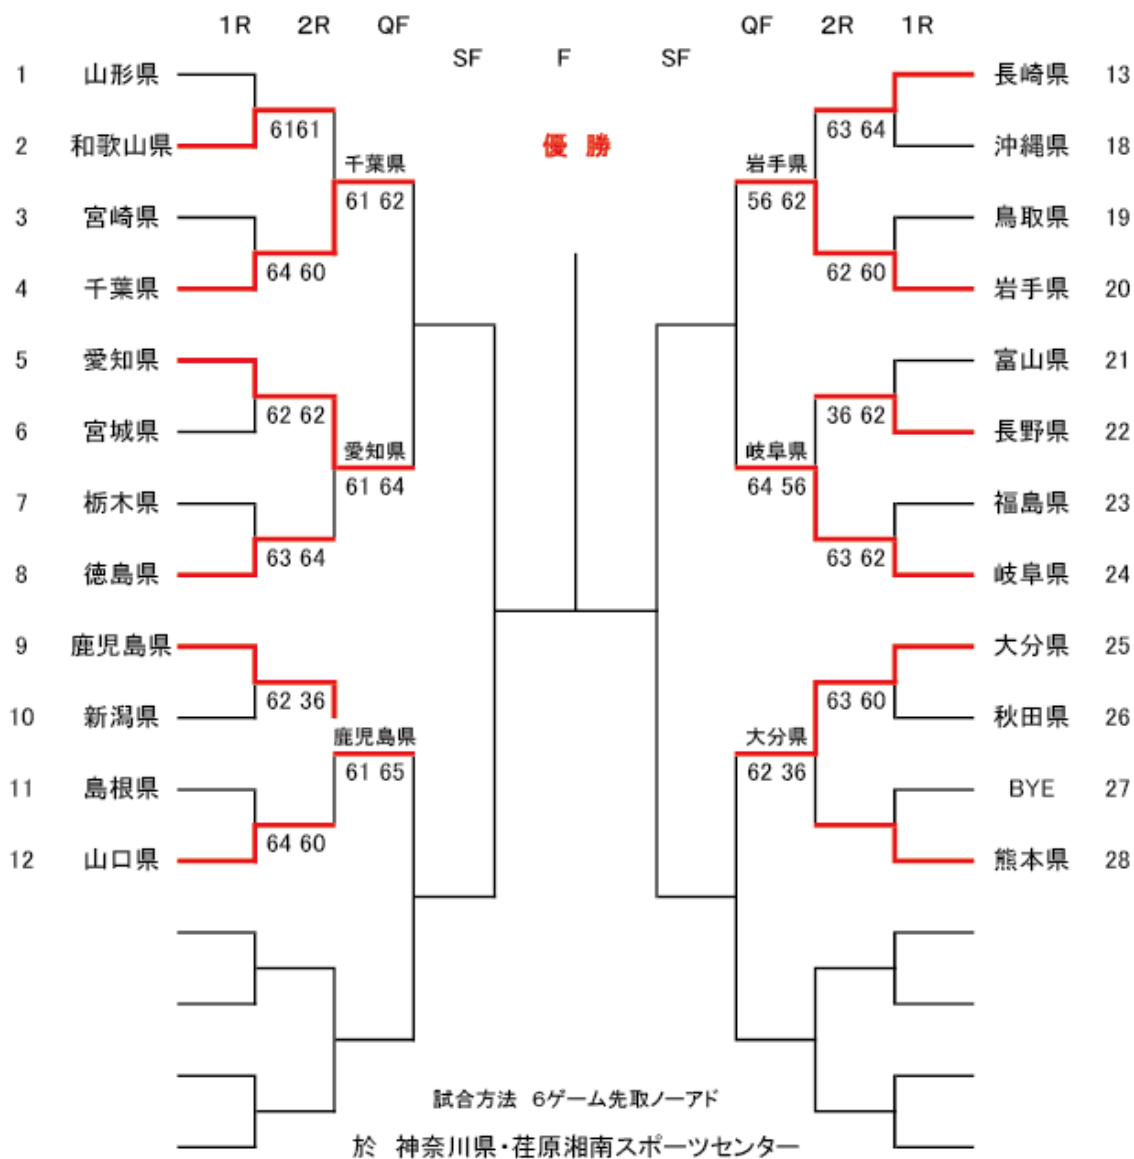 1R 2R QF QF 2R 1R
SF F SF
1 山形県 長崎県 13
6161 63 64
2 和歌山県 優勝 沖縄県 18
千葉県 岩手県
61 62 56 62
3 宮崎県 鳥取県 19
64 60 62 60
4 千葉県 岩手県 20
5 愛知県 富山県 21
62 62 36 62
6 宮城県 長野県 22
愛知県 岐阜県
61 64 64 56
7 栃木県 福島県 23
63 64 63 62
8 徳島県 岐阜県 24
9 鹿児島県 大分県 25
62 36 63 60
10 新潟県 秋田県 26
鹿児島県 大分県
61 65 62 36
11 島根県 BYE 27
64 60
12 山口県 熊本県 28
試合方法 6ゲーム先取ノーアド
於 神奈川県・荏原湘南スポーツセンター